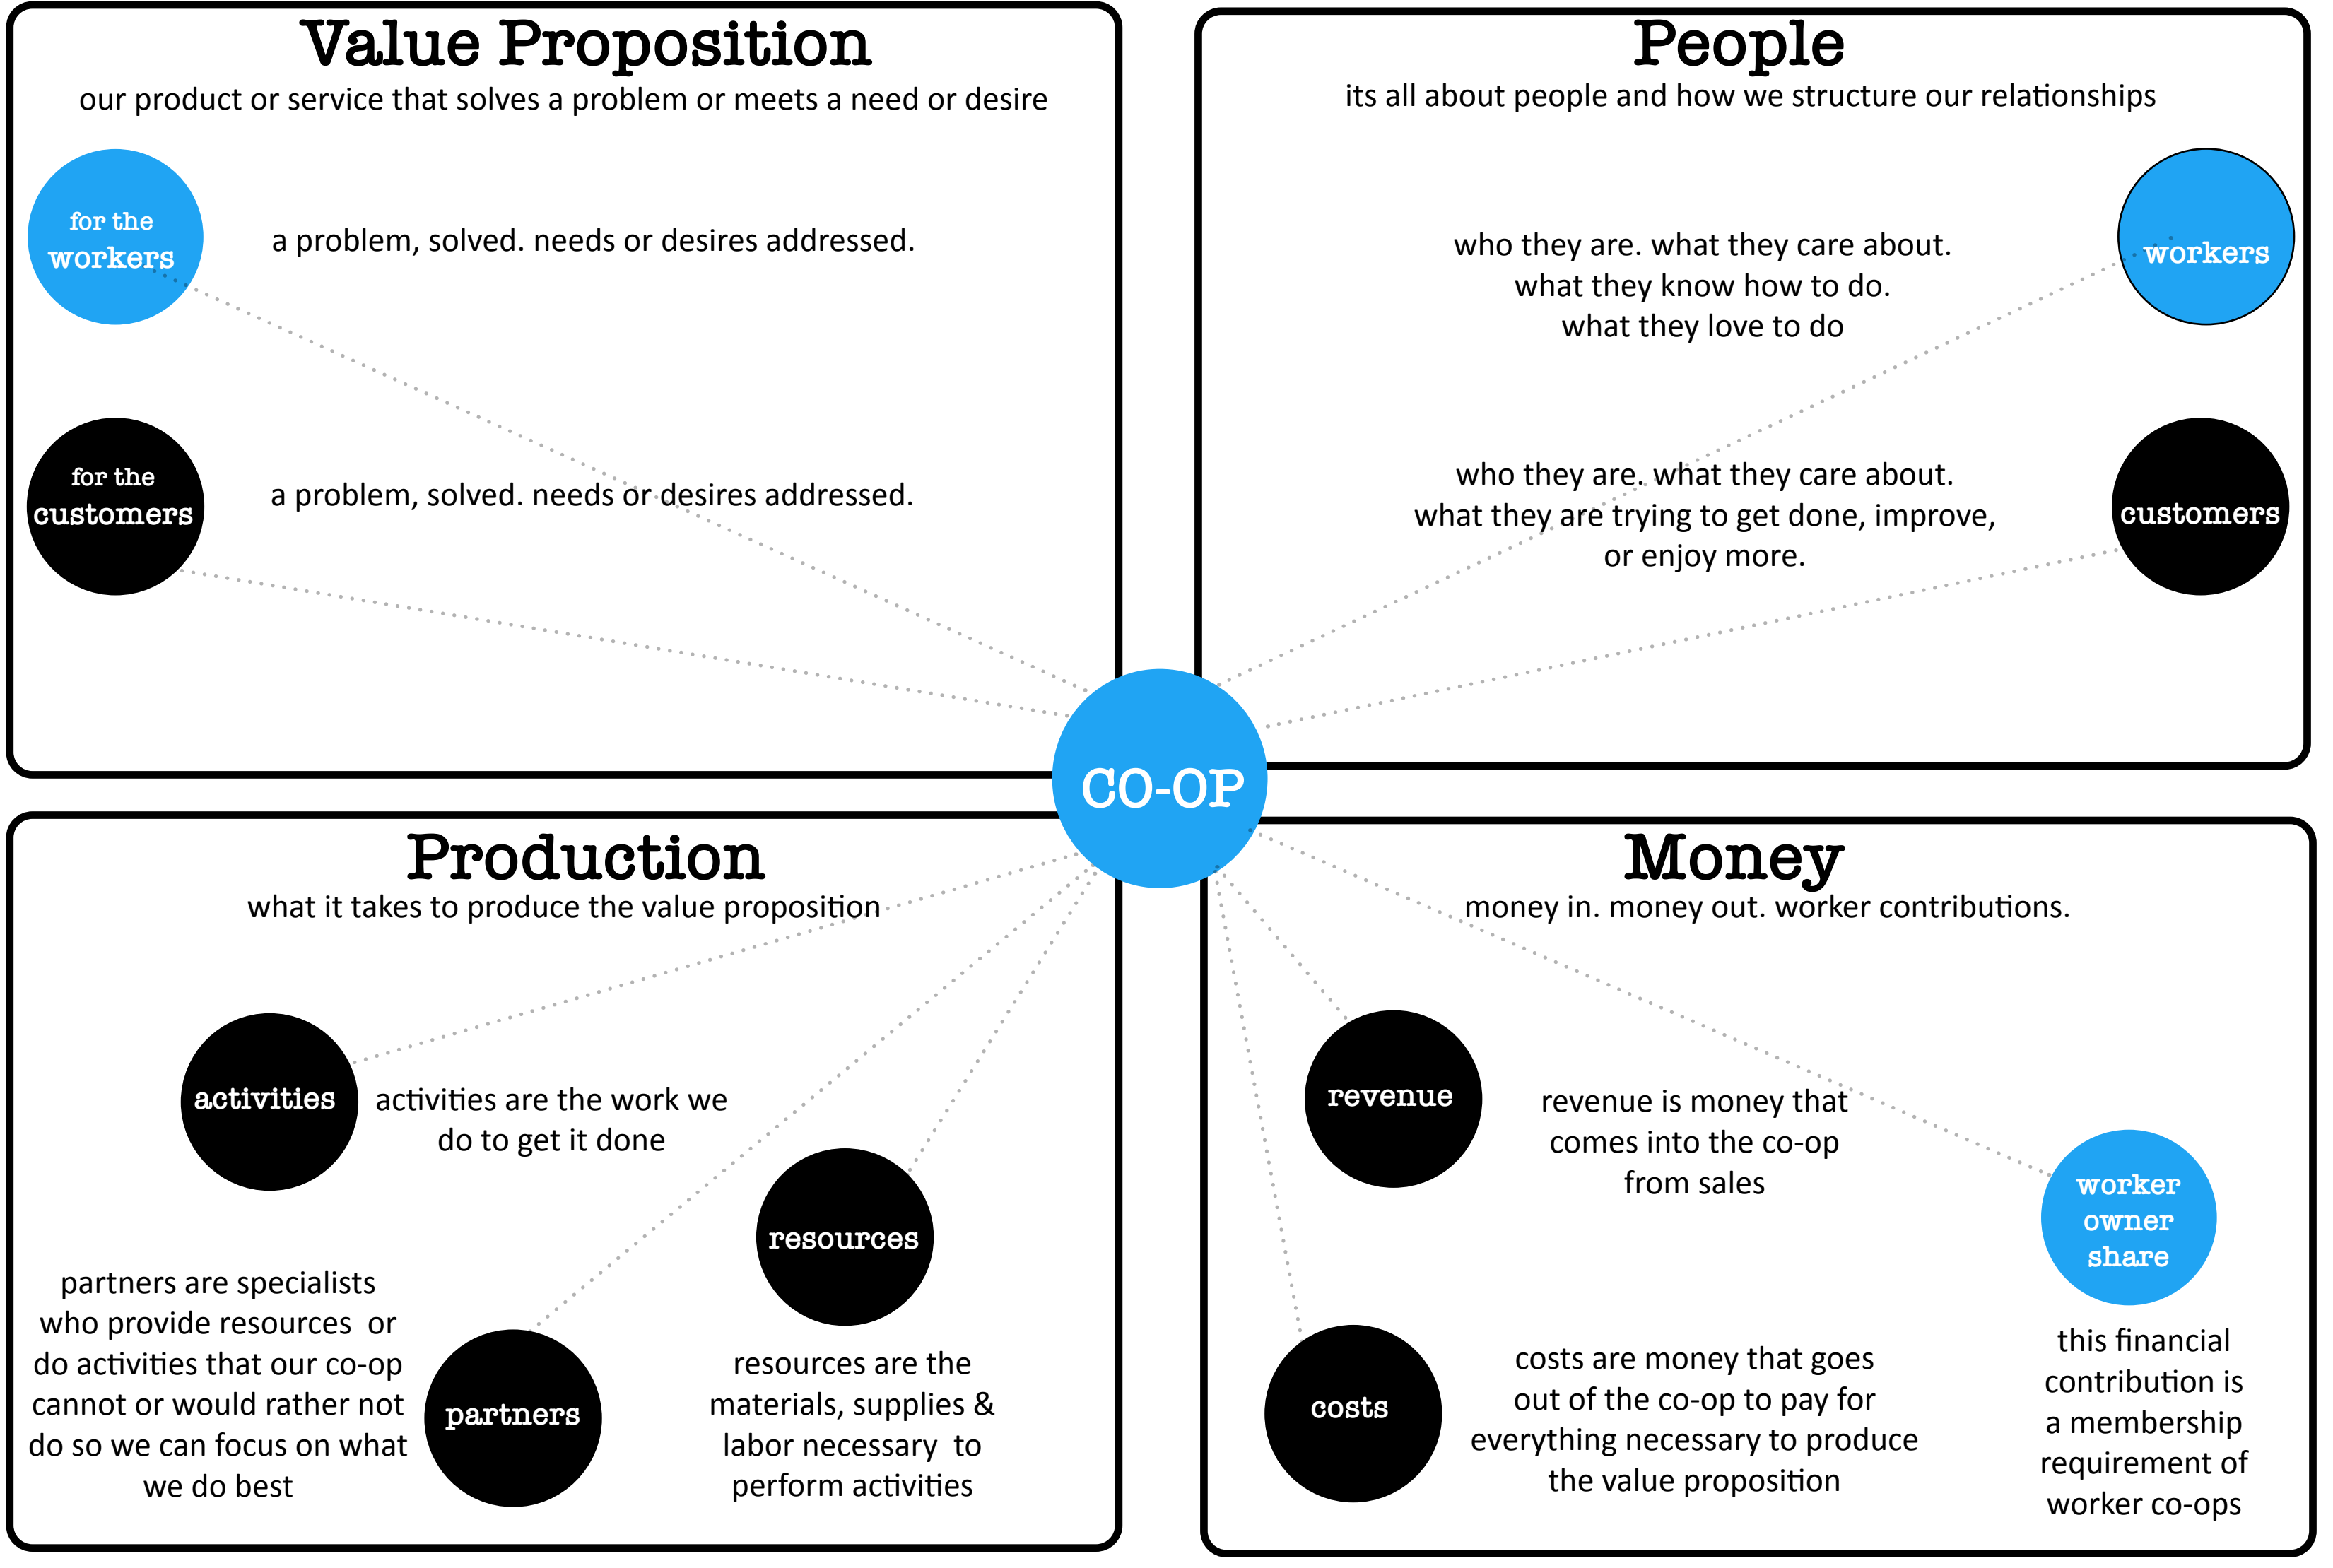 Value Proposition
our product or service that solves a problem or meets a need or desire
for the
workers
a problem, solved. needs or desires addressed.
for the
customers
a problem, solved. needs or desires addressed.
People
its all about people and how we structure our relationships
who they are. what they care about.
what they know how to do.
what they love to do
workers
who they are. what they care about.
what they are trying to get done, improve,
or enjoy more.
customers
CO-OP
Production
what it takes to produce the value proposition
activities
activities are the work we
do to get it done
resources
resources are the
materials, supplies &
labor necessary to
perform activities
partners are specialists
who provide resources or
do activities that our co-op
cannot or would rather not
do so we can focus on what
we do best
partners
Money
money in. money out. worker contributions.
revenue
revenue is money that
comes into the co-op
from sales
worker
owner
share
this financial
contribution is
a membership
requirement of
worker co-ops
costs
costs are money that goes
out of the co-op to pay for
everything necessary to produce
the value proposition